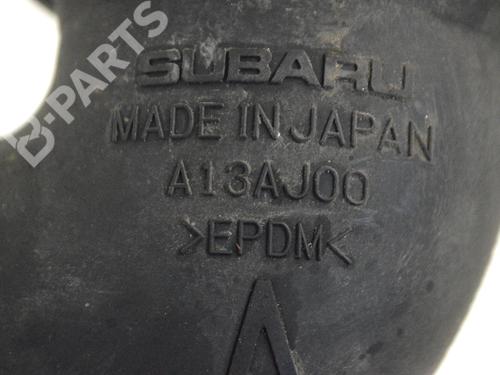 SUBARU
MADE IN JAPAN
A13AJ00
>EPDM<
B-PARTS